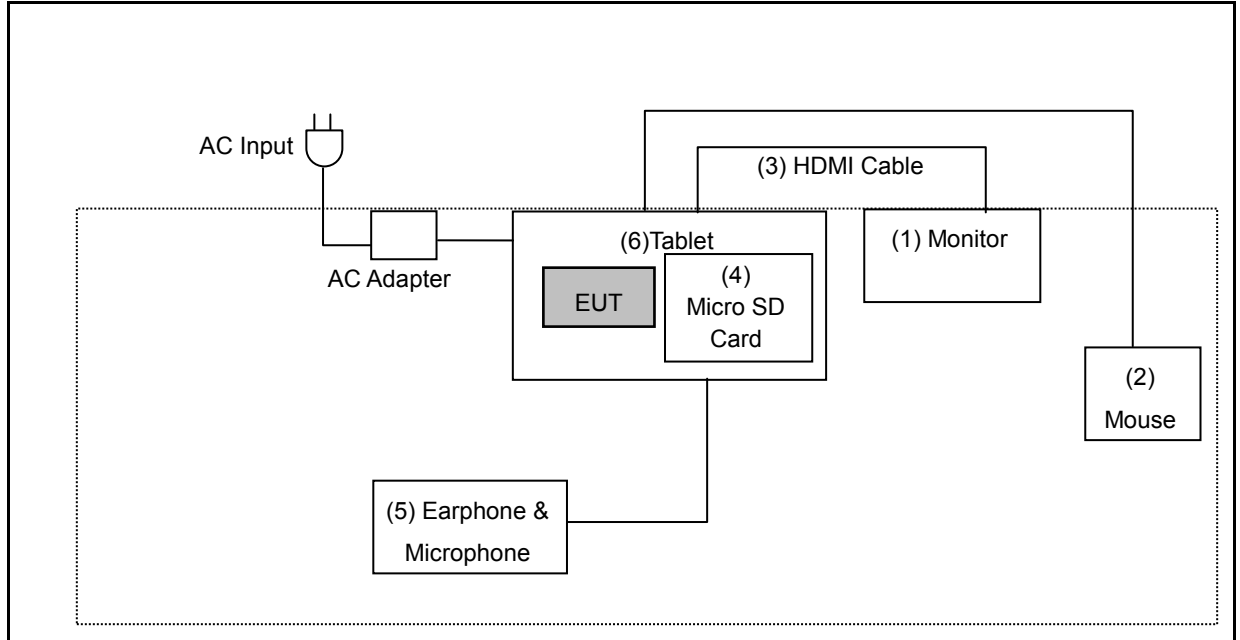 AC Input
(3) HDMI Cable
(6)Tablet
(1) Monitor
AC Adapter
EUT
(4)
Micro SD
Card
(2)
Mouse
(5) Earphone &
Microphone